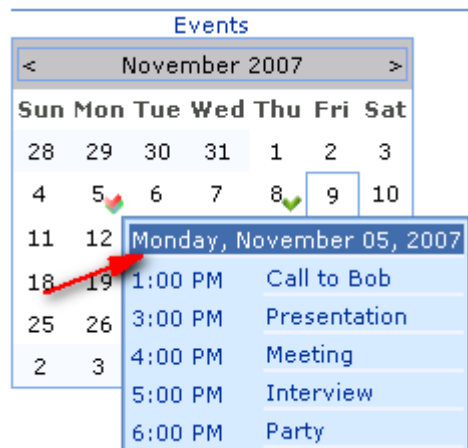 Events
< November 2007 >
Sun Mon Tue Wed Thu Fri Sat
28 29 30 31 1 2 3
4 5 6 7 8 9 10
11 12
18 19
25 26
2 3
Monday, November 05, 2007
1:00 PM Call to Bob
3:00 PM Presentation
4:00 PM Meeting
5:00 PM Interview
6:00 PM Party